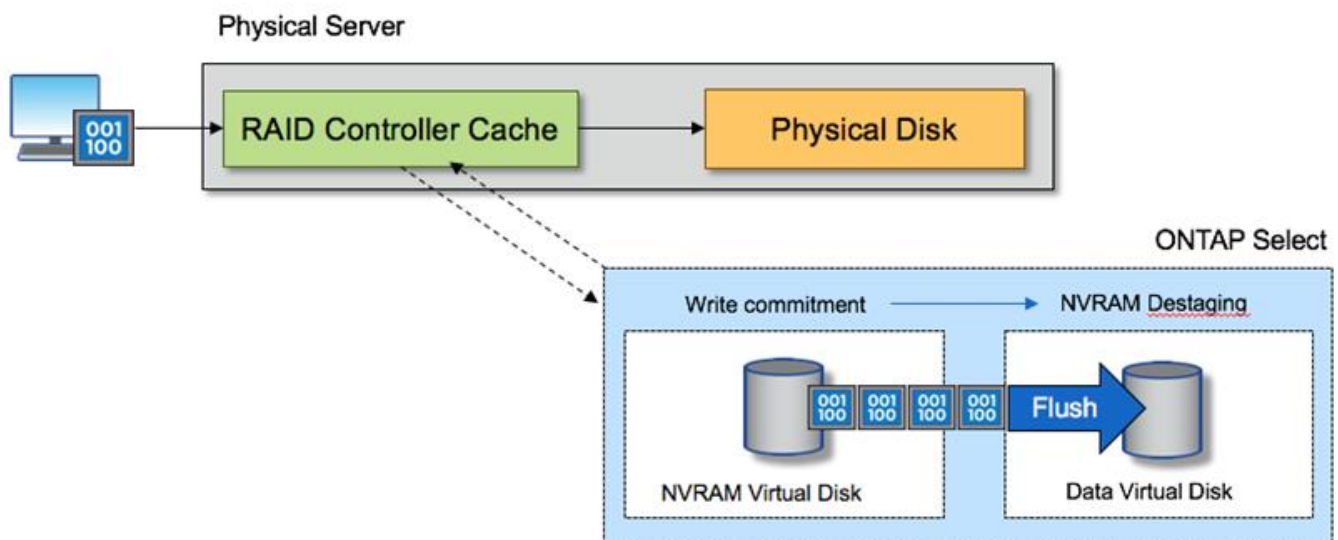 Physical Server
001
100
RAID Controller Cache
Physical Disk
ONTAP Select
Write commitment
NVRAM Destaging
001
100
001
100
001
100
001
100
Flush
NVRAM Virtual Disk
Data Virtual Disk